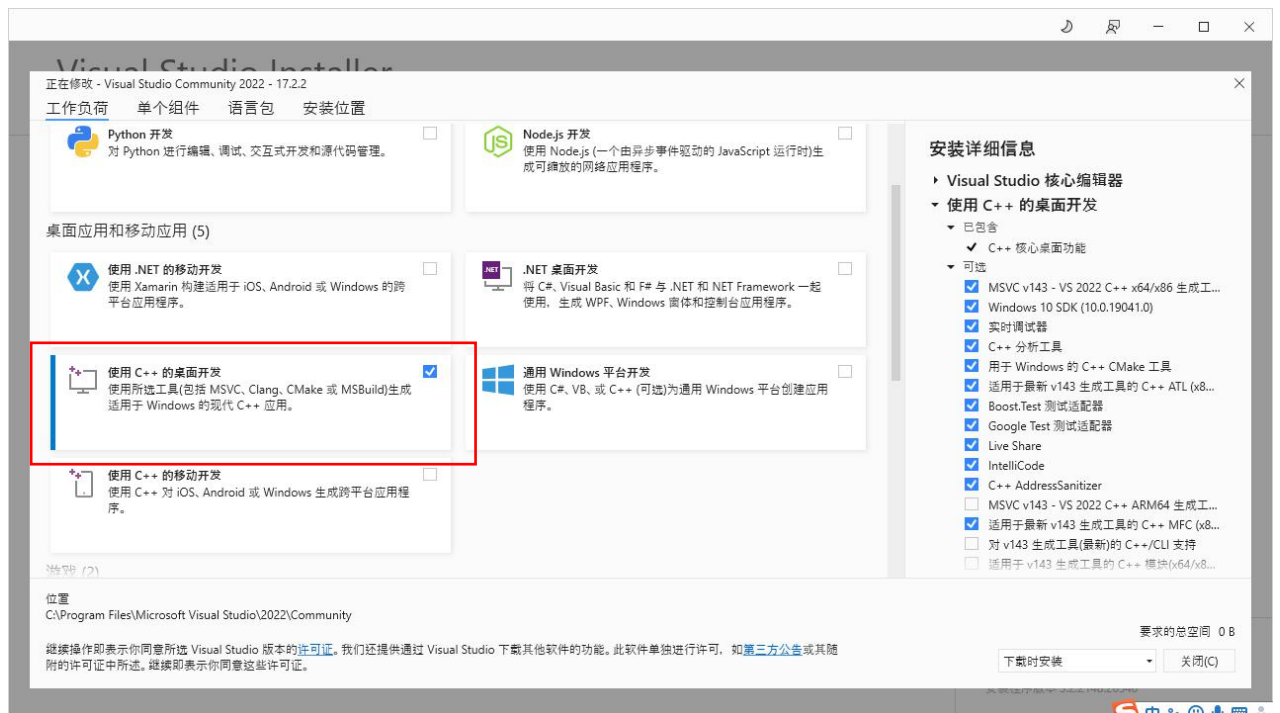 Visual Studio Installer
正在修改 - Visual Studio Community 2022 - 17.2.2
工作负荷 单个组件 语言包 安装位置
Python 开发
对 Python 进行编辑、调试、交互式开发和源代码管理。
Node.js 开发
使用 Node.js (一个由异步事件驱动的 JavaScript 运行时)生
成可缩放的网络应用程序。
桌面应用和移动应用 (5)
使用 .NET 的移动开发
使用 Xamarin 构建适用于 iOS、Android 或 Windows 的跨
平台应用程序。
.NET
.NET 桌面开发
将 C#、Visual Basic 和 F# 与 .NET 和 NET Framework 一起
使用，生成 WPF、Windows 窗体和控制台应用程序。
使用 C++ 的桌面开发
使用所选工具(包括 MSVC、Clang、CMake 或 MSBuild)生成
适用于 Windows 的现代 C++ 应用。
通用 Windows 平台开发
使用 C#、VB、或 C++ (可选)为通用 Windows 平台创建应用
程序。
使用 C++ 的移动开发
使用 C++ 对 iOS、Android 或 Windows 生成跨平台应用程
序。
游戏 (2)
安装详细信息
Visual Studio 核心编辑器
使用 C++ 的桌面开发
已包含
C++ 核心桌面功能
可选
MSVC v143 - VS 2022 C++ x64/x86 生成工...
Windows 10 SDK (10.0.19041.0)
实时调试器
C++ 分析工具
用于 Windows 的 C++ CMake 工具
适用于最新 v143 生成工具的 C++ ATL (x8...
Boost.Test 测试适配器
Google Test 测试适配器
Live Share
IntelliCode
C++ AddressSanitizer
MSVC v143 - VS 2022 C++ ARM64 生成工...
适用于最新 v143 生成工具的 C++ MFC (x8...
对 v143 生成工具(最新)的 C++/CLI 支持
适用于 v143 生成工具的 C++ 模块(x64/x8...
位置
C:\Program Files\Microsoft Visual Studio\2022\Community
继续操作即表示你同意所选 Visual Studio 版本的许可证。我们还提供通过 Visual Studio 下载其他软件的功能。此软件单独进行许可，如第三方公告或其随
附的许可证中所述。继续即表示你同意这些许可证。
要求的总空间 0 B
下载时安装
关闭(C)
中